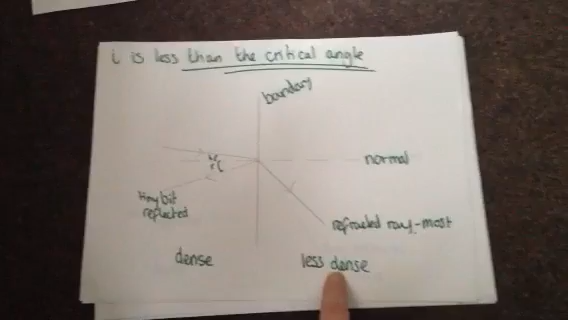 i is less than the critical angle
boundary
normal
tiny bit
reflected
refracted ray - most
dense
less dense